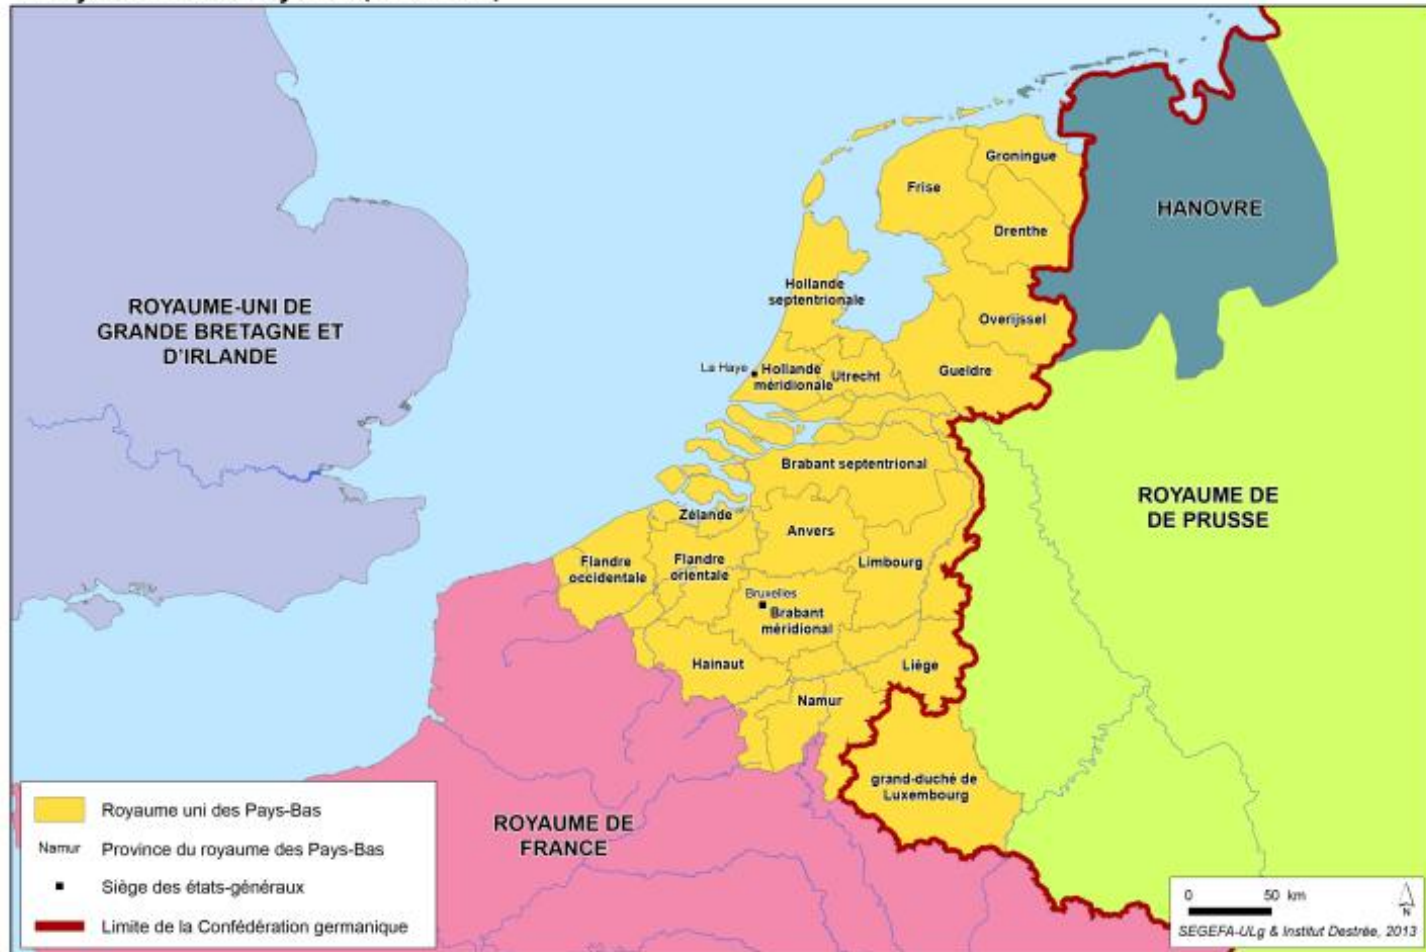 Groningue
Frise
HANOVRE
Drenthe
Hollande
septentrionale
ROYAUME-UNI DE
GRANDE BRETAGNE ET
D'IRLANDE
Overijssel
La Haye
Hollande
méridionale
Utrecht
Gueldre
Brabant septentrional
ROYAUME DE
DE PRUSSE
Zélande
Anvers
Flandre
occidentale
Flandre
orientale
Limbourg
Bruxelles
Brabant
méridional
Hainaut
Liège
Namur
grand-duché de
Luxembourg
ROYAUME DE
FRANCE
Royaume uni des Pays-Bas
Namur Province du royaume des Pays-Bas
Siège des états-généraux
Limite de la Confédération germanique
0 50 km
N
SEGEFA-ULg & Institut Destrée, 2013